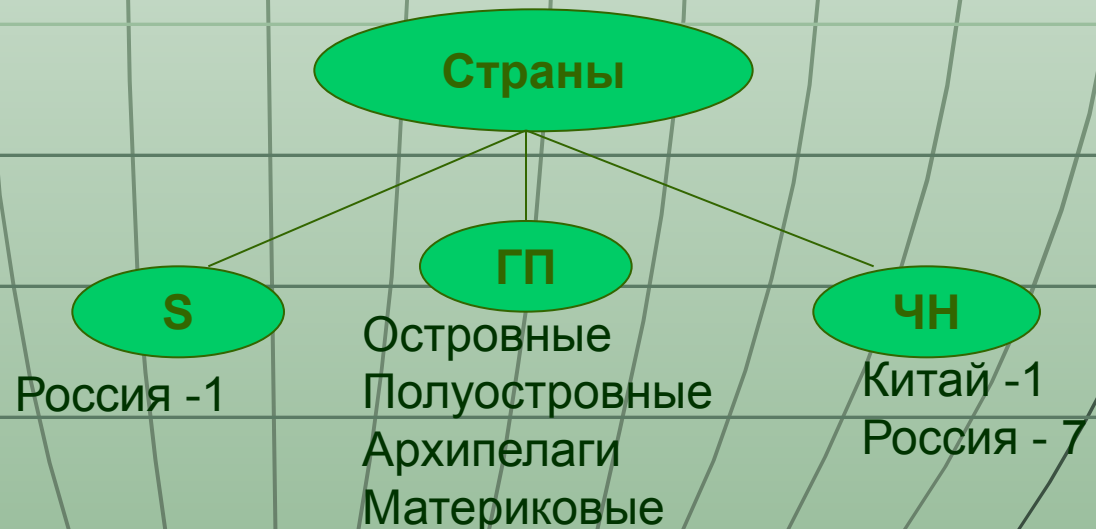 Страны
S
Россия -1
ГП
Островные
Полуостровные
Архипелаги
Материковые
ЧН
Китай -1
Россия - 7